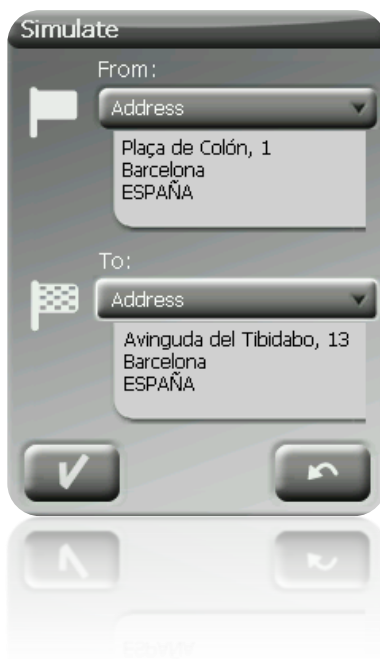 Simulate
From:
Address
Plaça de Colón, 1
Barcelona
ESPAÑA
To:
Address
Avinguda del Tibidabo, 13
Barcelona
ESPAÑA